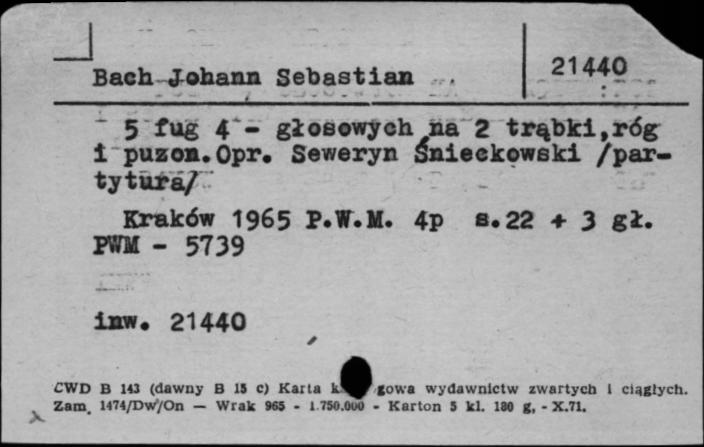 Bach Johann Sebastian 21440
5 fug 4 - głosowych na 2 trąbki,róg
i puzon.Opr. Seweryn Śnieckowski /par-
tytura/
Kraków 1965 P.W.M. 4p s.22 + 3 gł.
PWM - 5739
inw. 21440
CWD B 143 (dawny B 15 c) Karta wydawnictw zwartych i ciągłych.
Zam. 1474/Dw/On — Wrak 965 - 1.750.000 - Karton 5 kl. 180 g, - X.71.